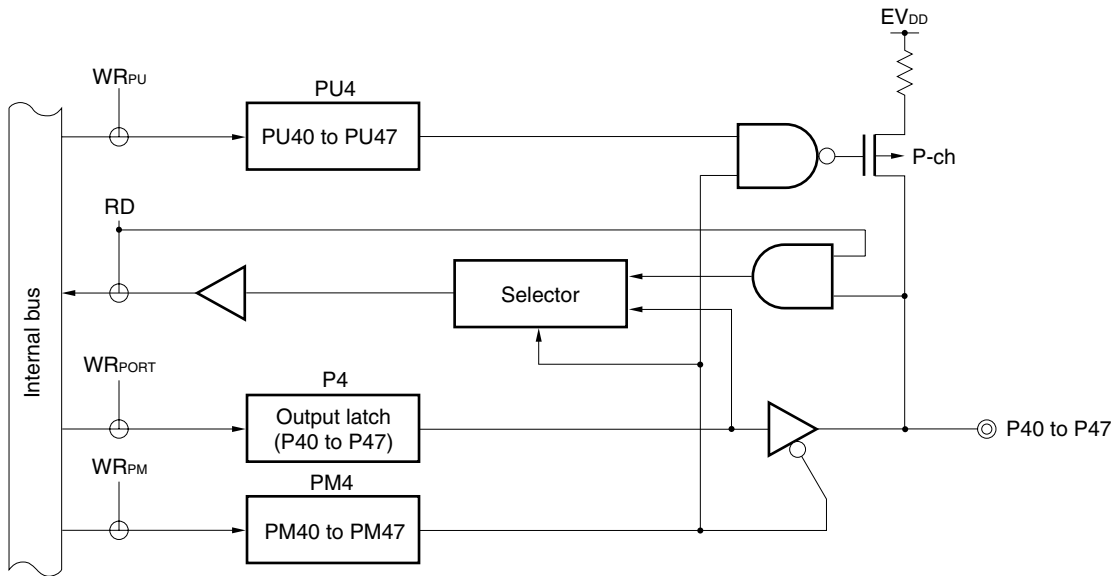 EVDD
WRPU
PU4
PU40 to PU47
P-ch
RD
Selector
Internal bus
WRPORT
P4
Output latch
(P40 to P47)
P40 to P47
WRPM
PM4
PM40 to PM47